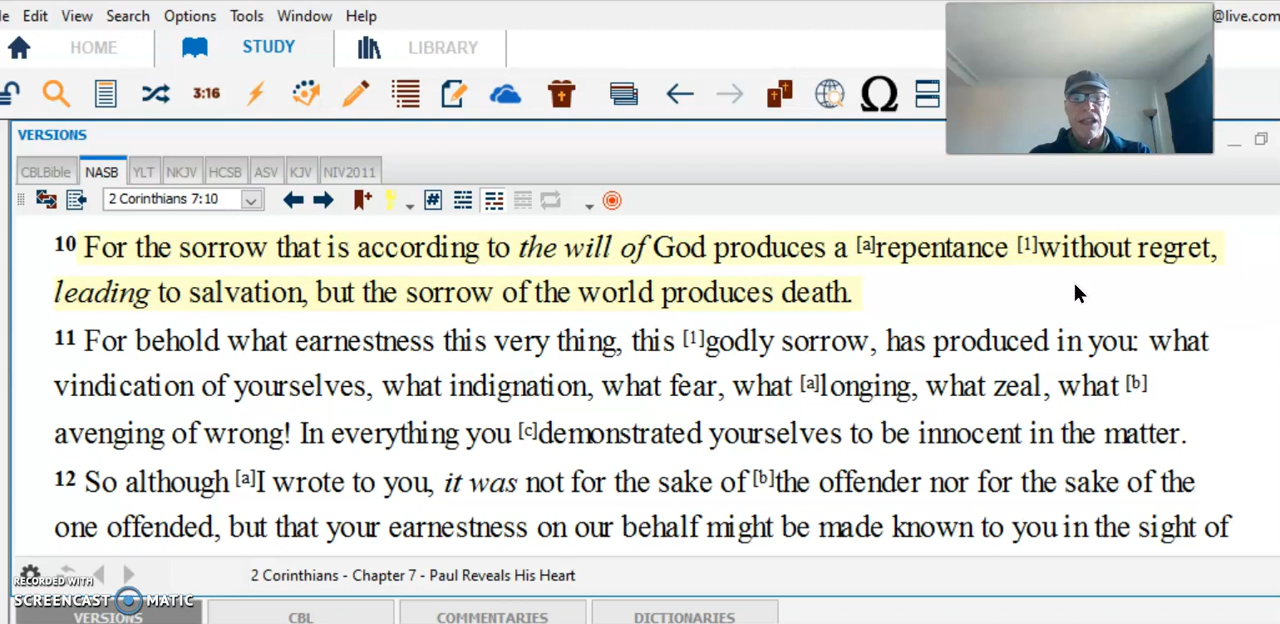 Edit View Search Options Tools Window Help
@live.com
HOME STUDY LIBRARY
3:16 Ω
VERSIONS
CBLBible NASB YLT NKJV HCSB ASV KJV NIV2011
2 Corinthians 7:10 #
10 For the sorrow that is according to the will of God produces a [a]repentance [1]without regret,
leading to salvation, but the sorrow of the world produces death.
11 For behold what earnestness this very thing, this [1]godly sorrow, has produced in you: what
vindication of yourselves, what indignation, what fear, what [a]longing, what zeal, what [b]
avenging of wrong! In everything you [c]demonstrated yourselves to be innocent in the matter.
12 So although [a]I wrote to you, it was not for the sake of [b]the offender nor for the sake of the
one offended, but that your earnestness on our behalf might be made known to you in the sight of
2 Corinthians - Chapter 7 - Paul Reveals His Heart
RECORDED WITH
SCREENCAST MATIC
VERSIONS CBL COMMENTARIES DICTIONARIES